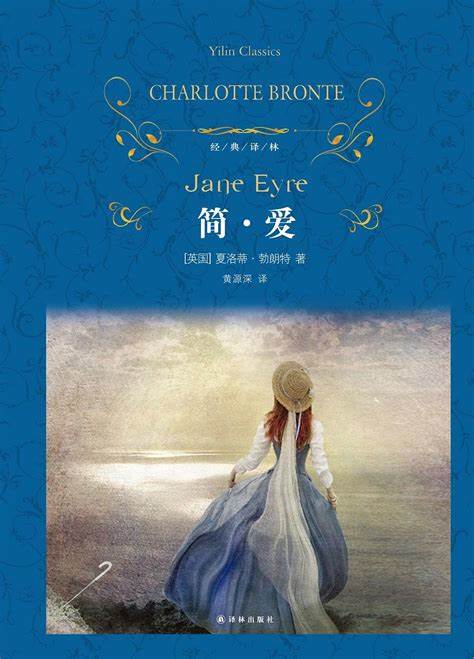 Yilin Classics
CHARLOTTE BRONTE
经/典/译/林
Jane Eyre
简·爱
[英国] 夏洛蒂·勃朗特 著
黄源深 译
译林出版社